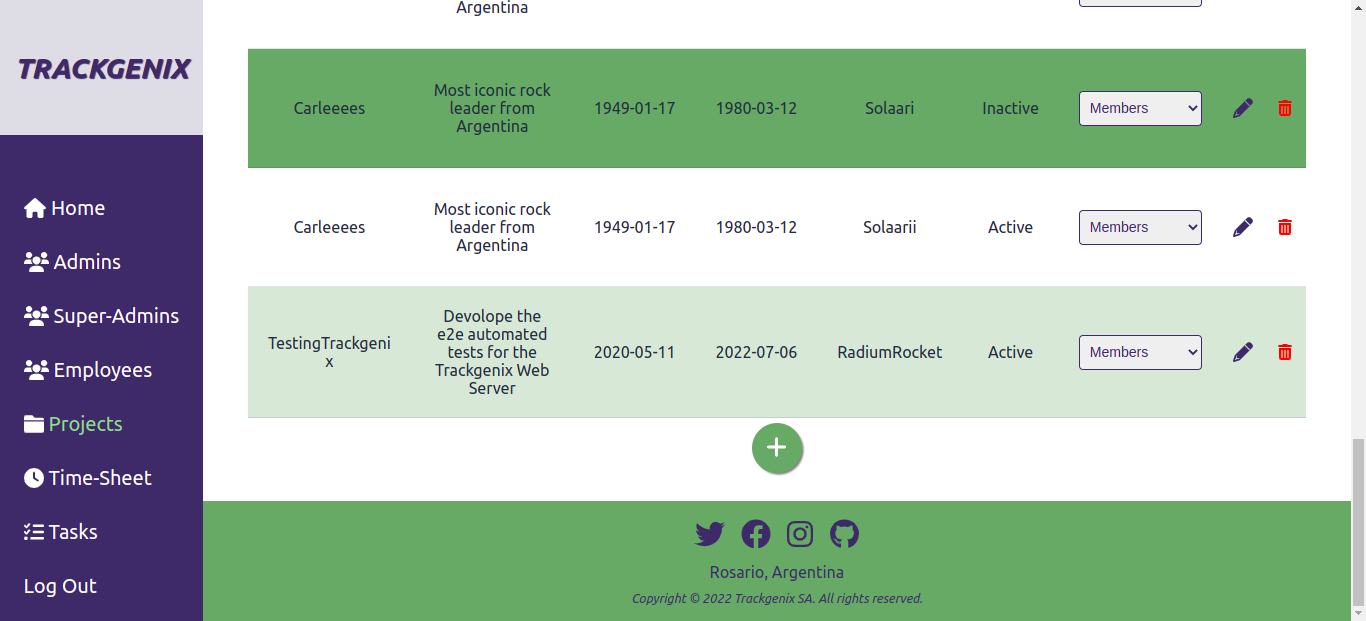 TRACKGENIX
Home
Admins
Super-Admins
Employees
Projects
Time-Sheet
Tasks
Log Out
Argentina
Carleeees
Most iconic rock
leader from
Argentina
1949-01-17
1980-03-12
Solaari
Inactive
Members
Carleeees
Most iconic rock
leader from
Argentina
1949-01-17
1980-03-12
Solaarii
Active
Members
TestingTrackgeni
x
Devolope the
e2e automated
tests for the
Trackgenix Web
Server
2020-05-11
2022-07-06
RadiumRocket
Active
Members
Rosario, Argentina
Copyright © 2022 Trackgenix SA. All rights reserved.